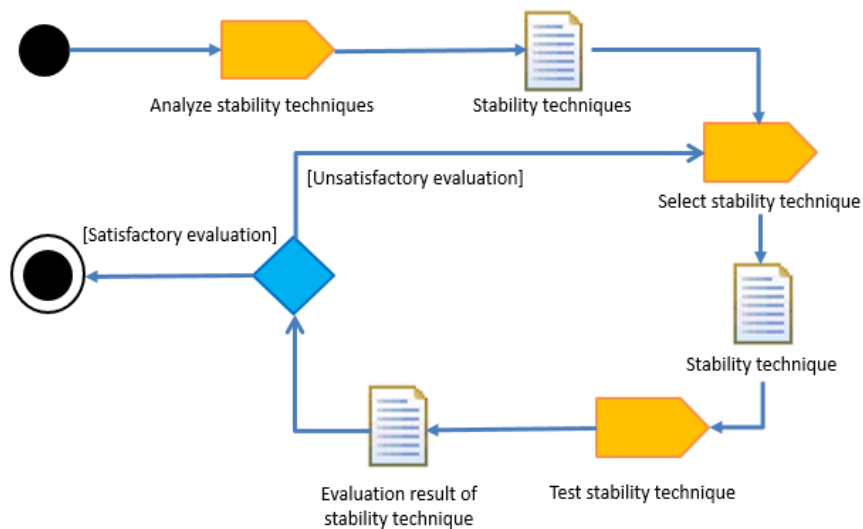 Analyze stability techniques
Stability techniques
[Unsatisfactory evaluation]
Select stability technique
[Satisfactory evaluation]
Stability technique
Evaluation result of
stability technique
Test stability technique